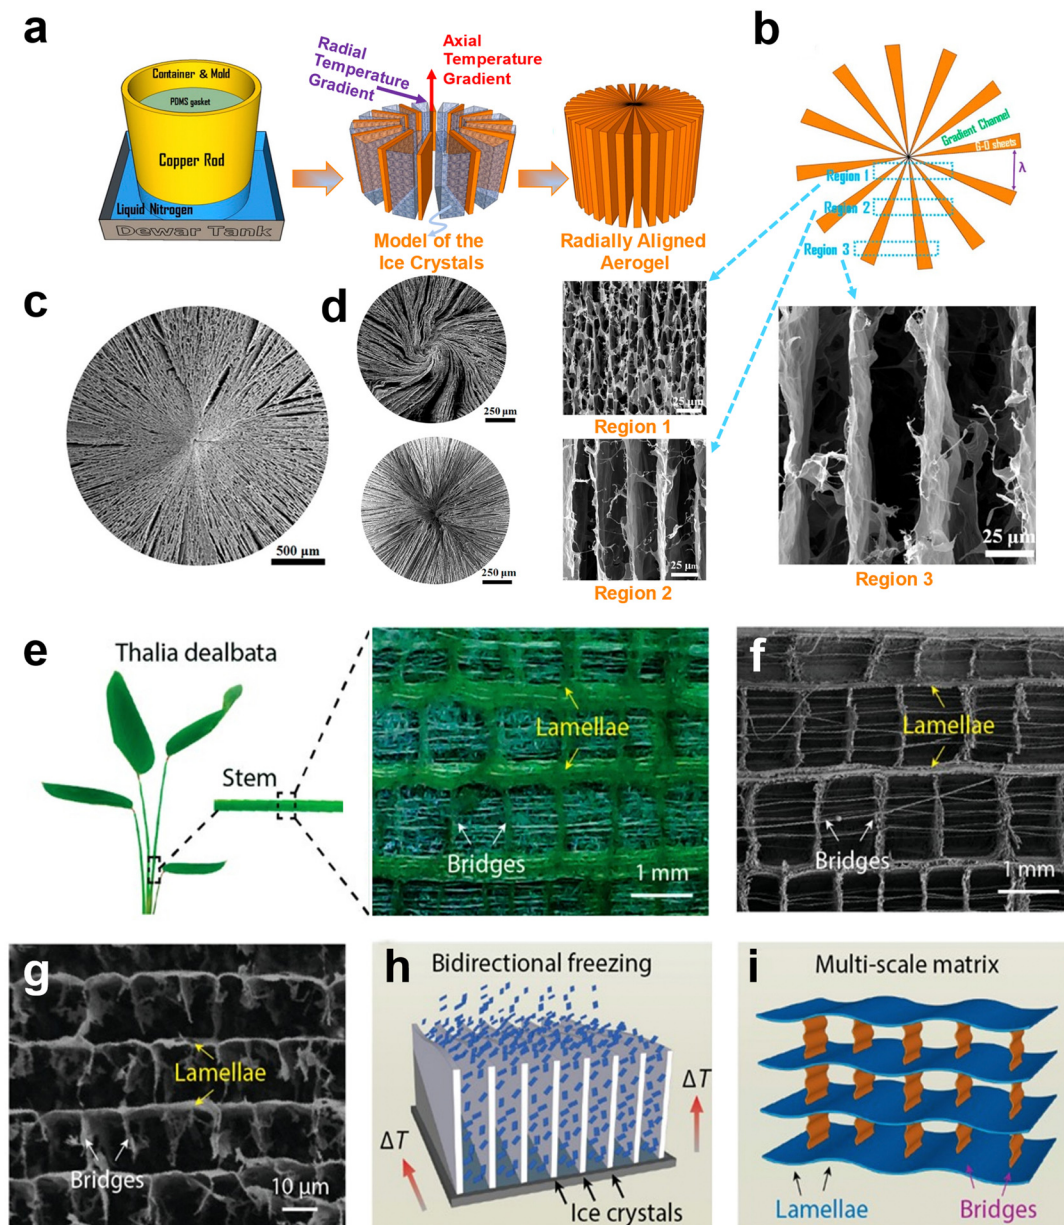 a
Container & Mold
PDMS gasket
Copper Rod
Liquid Nitrogen
Dewar Tank
Radial
Temperature
Gradient
Axial
Temperature
Gradient
Model of the
Ice Crystals
Radially Aligned
Aerogel
b
Gradient Channel
G-O sheets
λ
Region 1
Region 2
Region 3
c
500 μm
d
250 μm
250 μm
25 μm
Region 1
25 μm
Region 2
25 μm
Region 3
e
Thalia dealbata
Stem
Lamellae
Bridges
1 mm
f
Lamellae
Bridges
1 mm
g
Lamellae
Bridges
10 μm
h
Bidirectional freezing
ΔT
ΔT
Ice crystals
i
Multi-scale matrix
Lamellae
Bridges